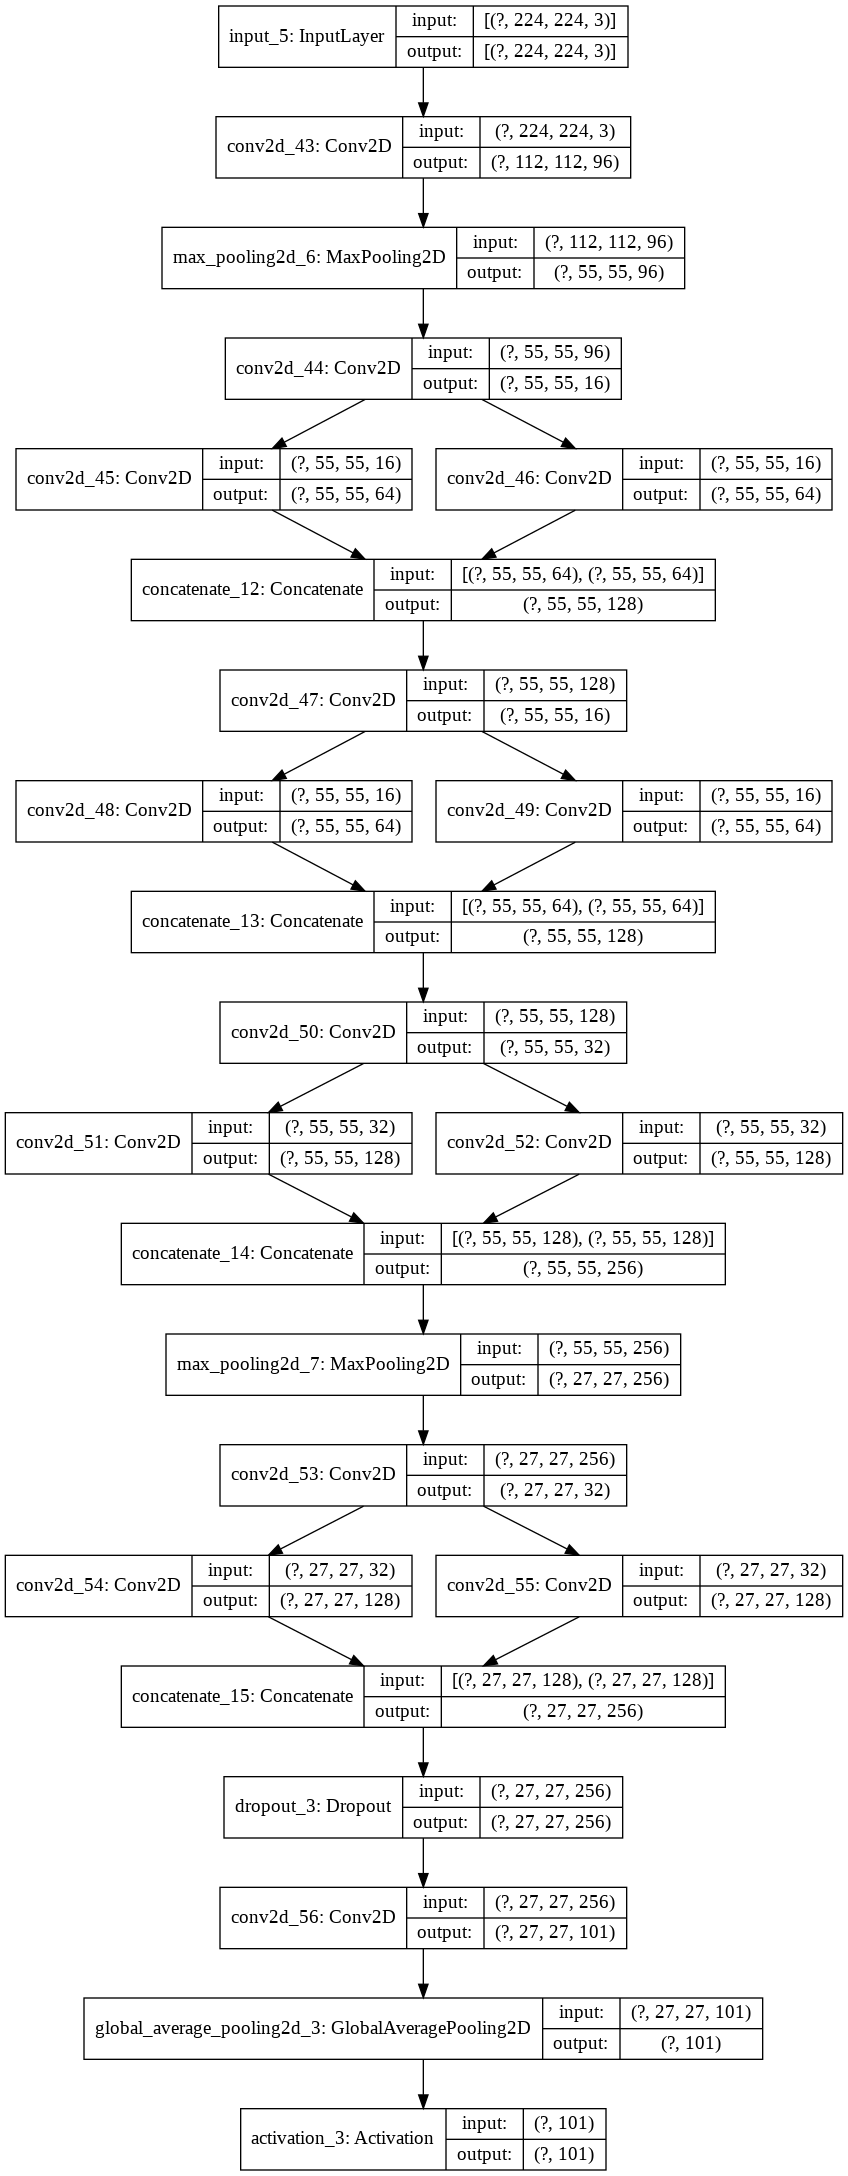 input_5: InputLayer
input: [(?, 224, 224, 3)]
output: [(?, 224, 224, 3)]
conv2d_43: Conv2D
input: (?, 224, 224, 3)
output: (?, 112, 112, 96)
max_pooling2d_6: MaxPooling2D
input: (?, 112, 112, 96)
output: (?, 55, 55, 96)
conv2d_44: Conv2D
input: (?, 55, 55, 96)
output: (?, 55, 55, 16)
conv2d_45: Conv2D
input: (?, 55, 55, 16)
output: (?, 55, 55, 64)
conv2d_46: Conv2D
input: (?, 55, 55, 16)
output: (?, 55, 55, 64)
concatenate_12: Concatenate
input: [(?, 55, 55, 64), (?, 55, 55, 64)]
output: (?, 55, 55, 128)
conv2d_47: Conv2D
input: (?, 55, 55, 128)
output: (?, 55, 55, 16)
conv2d_48: Conv2D
input: (?, 55, 55, 16)
output: (?, 55, 55, 64)
conv2d_49: Conv2D
input: (?, 55, 55, 16)
output: (?, 55, 55, 64)
concatenate_13: Concatenate
input: [(?, 55, 55, 64), (?, 55, 55, 64)]
output: (?, 55, 55, 128)
conv2d_50: Conv2D
input: (?, 55, 55, 128)
output: (?, 55, 55, 32)
conv2d_51: Conv2D
input: (?, 55, 55, 32)
output: (?, 55, 55, 128)
conv2d_52: Conv2D
input: (?, 55, 55, 32)
output: (?, 55, 55, 128)
concatenate_14: Concatenate
input: [(?, 55, 55, 128), (?, 55, 55, 128)]
output: (?, 55, 55, 256)
max_pooling2d_7: MaxPooling2D
input: (?, 55, 55, 256)
output: (?, 27, 27, 256)
conv2d_53: Conv2D
input: (?, 27, 27, 256)
output: (?, 27, 27, 32)
conv2d_54: Conv2D
input: (?, 27, 27, 32)
output: (?, 27, 27, 128)
conv2d_55: Conv2D
input: (?, 27, 27, 32)
output: (?, 27, 27, 128)
concatenate_15: Concatenate
input: [(?, 27, 27, 128), (?, 27, 27, 128)]
output: (?, 27, 27, 256)
dropout_3: Dropout
input: (?, 27, 27, 256)
output: (?, 27, 27, 256)
conv2d_56: Conv2D
input: (?, 27, 27, 256)
output: (?, 27, 27, 101)
global_average_pooling2d_3: GlobalAveragePooling2D
input: (?, 27, 27, 101)
output: (?, 101)
activation_3: Activation
input: (?, 101)
output: (?, 101)